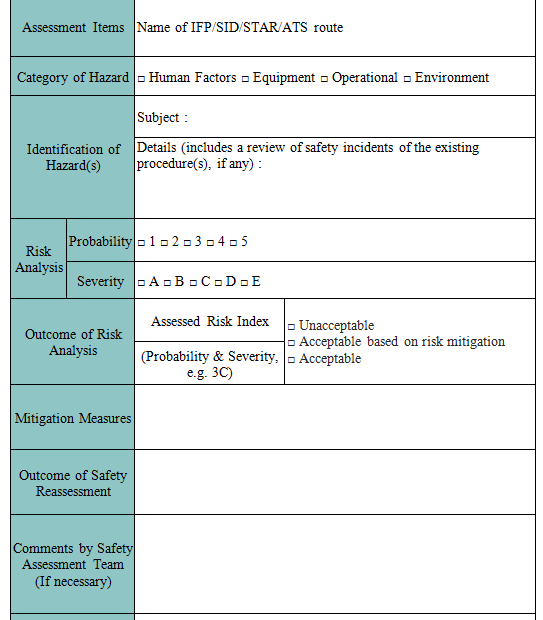 Assessment Items
Name of IFP/SID/STAR/ATS route
Category of Hazard
□ Human Factors □ Equipment □ Operational □ Environment
Identification of
Hazard(s)
Subject :
Details (includes a review of safety incidents of the existing
procedure(s), if any) :
Risk
Analysis
Probability
□ 1 □ 2 □ 3 □ 4 □ 5
Severity
□ A □ B □ C □ D □ E
Outcome of Risk
Analysis
Assessed Risk Index
(Probability & Severity,
e.g. 3C)
□ Unacceptable
□ Acceptable based on risk mitigation
□ Acceptable
Mitigation Measures
Outcome of Safety
Reassessment
Comments by Safety
Assessment Team
(If necessary)